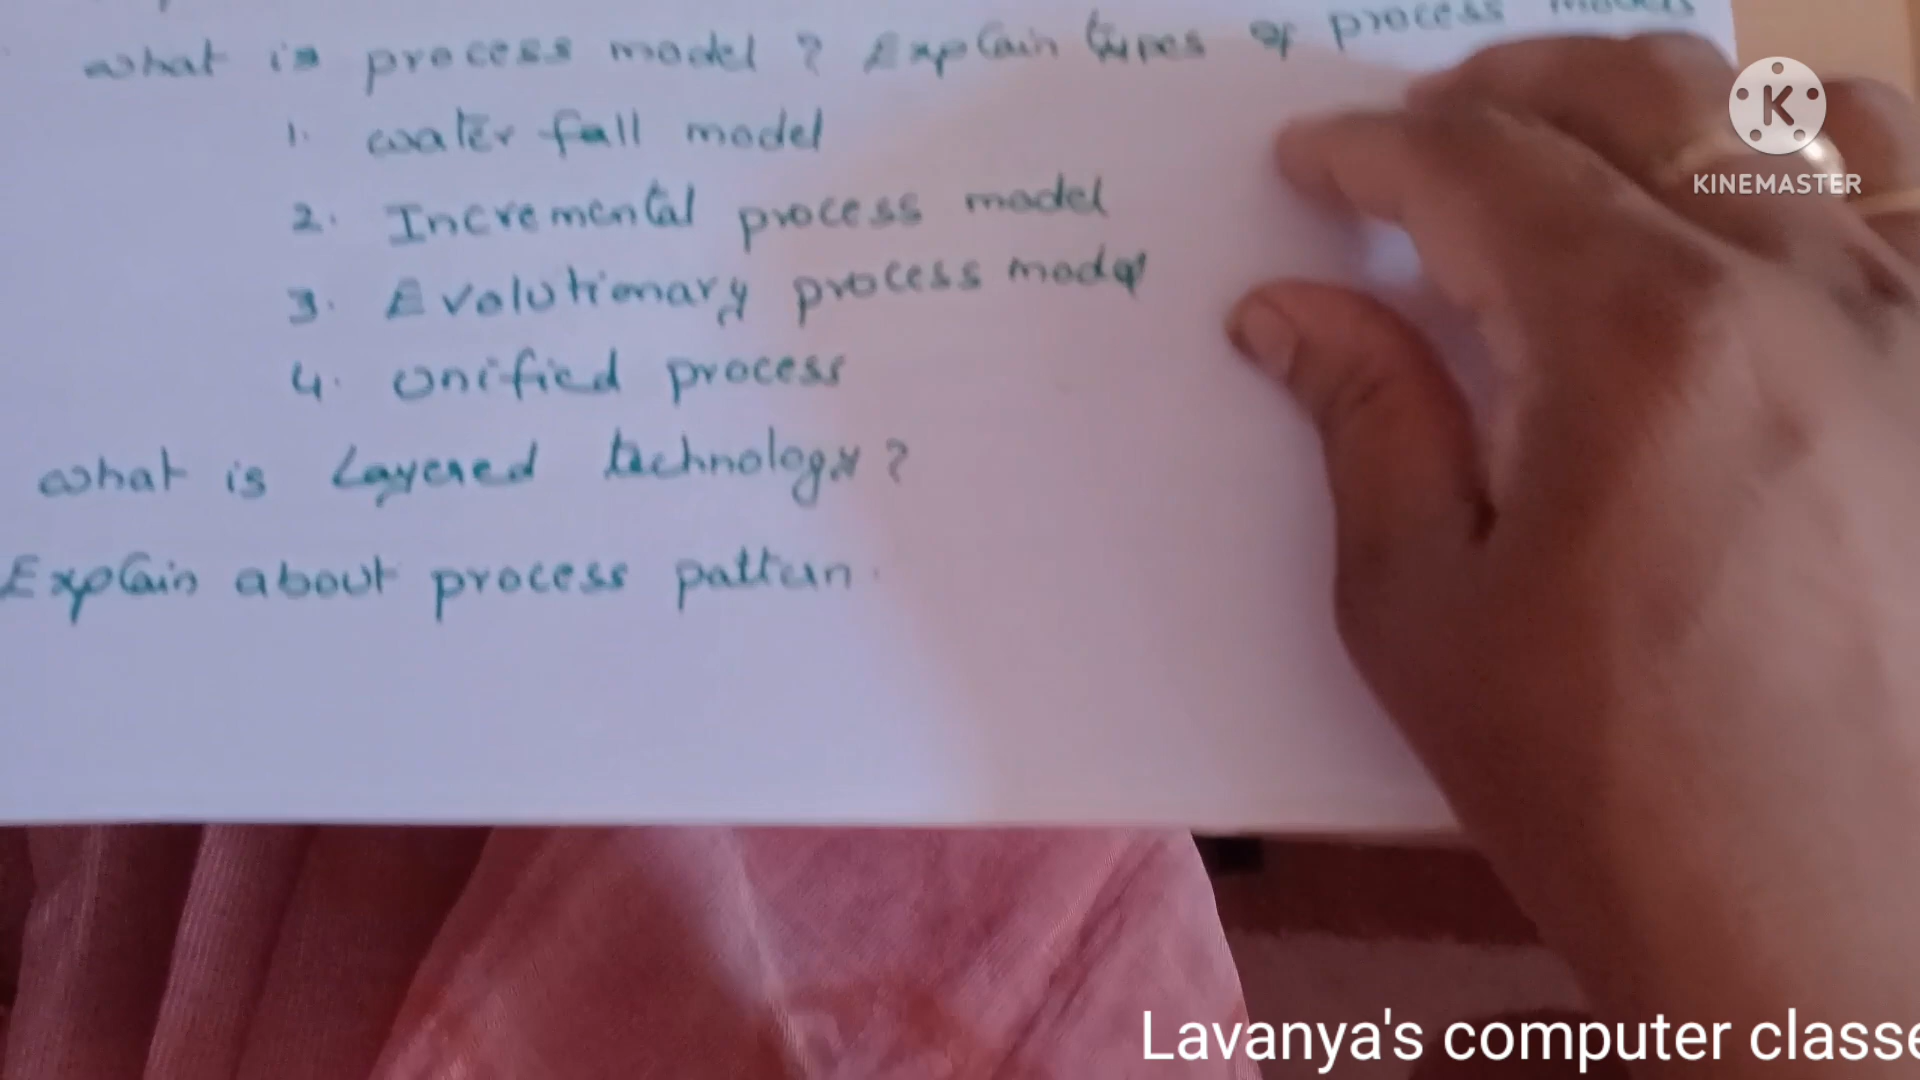 what is process model ? Explain types of process models
1. water fall model
2. Incremental process model
3. Evolutionary process model
4. Unified process
what is Layered technology ?
Explain about process pattern.
K
KINEMASTER
Lavanya's computer classe